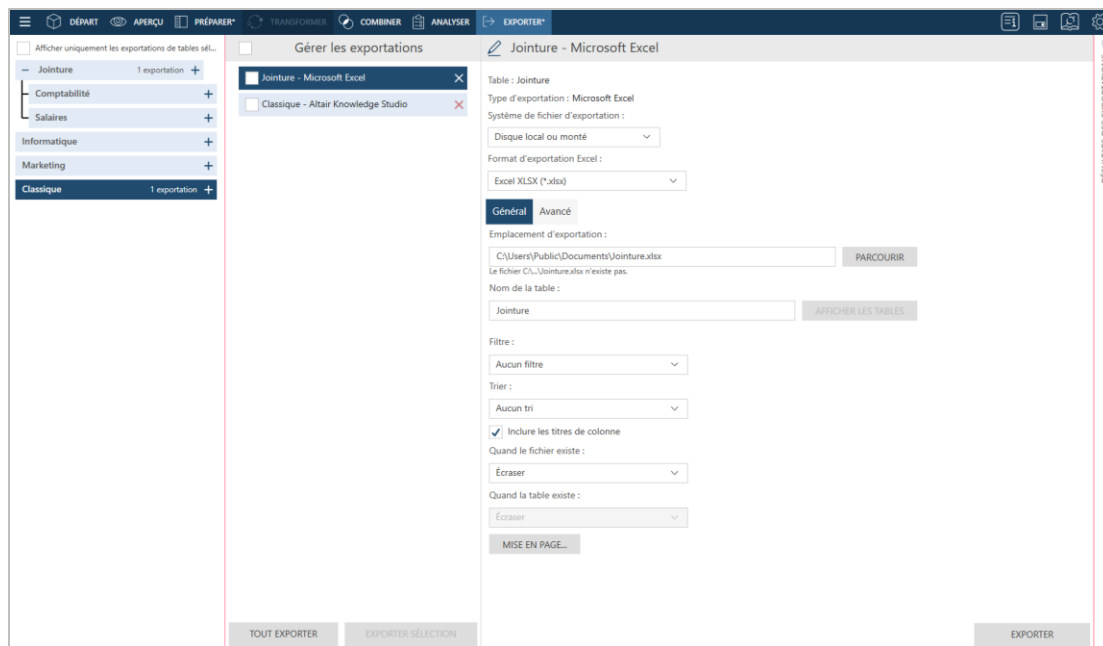 DÉPART APERÇU PRÉPARER* TRANSFORMER COMBINER ANALYSER EXPORTER*
Afficher uniquement les exportations de tables sél...
Jointure 1 exportation
Comptabilité
Salaires
Informatique
Marketing
Classique 1 exportation
Gérer les exportations
Jointure - Microsoft Excel
Classique - Altair Knowledge Studio
TOUT EXPORTER EXPORTER SÉLECTION
Jointure - Microsoft Excel
Table : Jointure
Type d'exportation : Microsoft Excel
Système de fichier d'exportation :
Disque local ou monté
Format d'exportation Excel :
Excel XLSX (*.xlsx)
Général Avancé
Emplacement d'exportation :
C:\Users\Public\Documents\Jointure.xlsx PARCOURIR
Le fichier C:\...\Jointure.xlsx n'existe pas.
Nom de la table :
Jointure AFFICHER LES TABLES
Filtre :
Aucun filtre
Trier :
Aucun tri
Inclure les titres de colonne
Quand le fichier existe :
Écraser
Quand la table existe :
Écraser
MISE EN PAGE...
EXPORTER